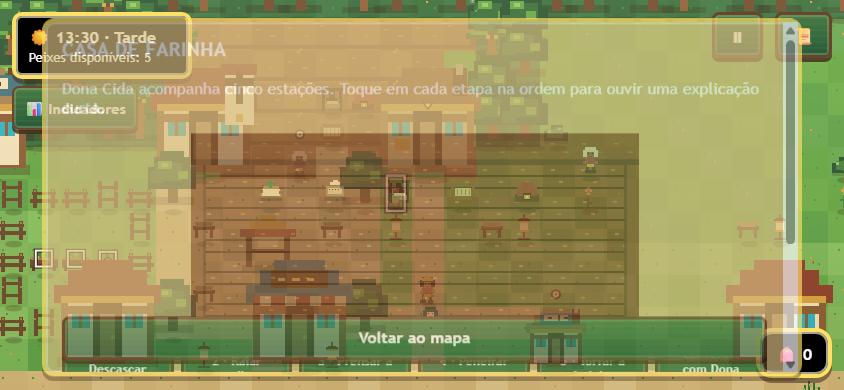 13:30 · Tarde
Peixes disponíveis: 5
CASA DE FARINHA
Dona Cida acompanha cinco estações. Toque em cada etapa na ordem para ouvir uma explicação
Indicadores
Voltar ao mapa
0
Descascar
com Dona